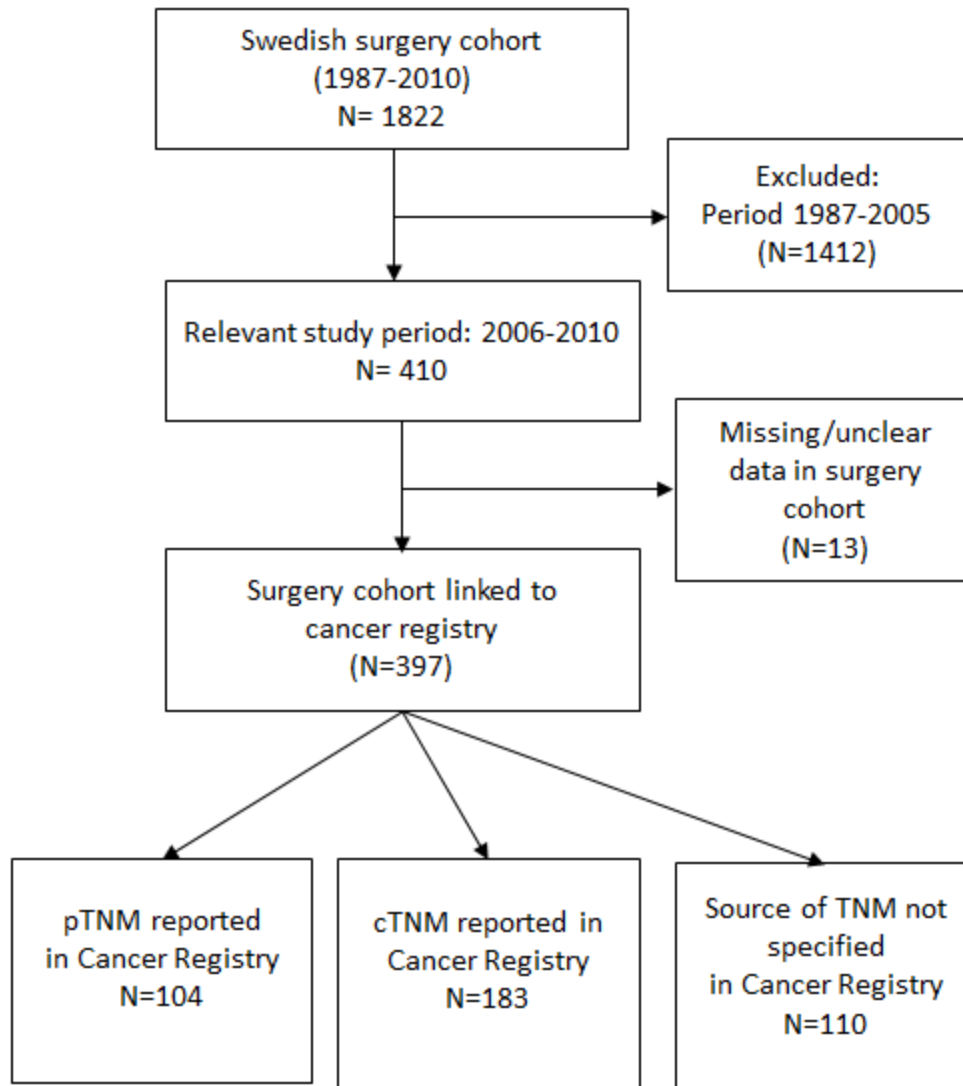 Swedish surgery cohort
(1987-2010)
N= 1822
Excluded:
Period 1987-2005
(N=1412)
Relevant study period: 2006-2010
N= 410
Missing/unclear
data in surgery
cohort
(N=13)
Surgery cohort linked to
cancer registry
(N=397)
pTNM reported
in Cancer Registry
N=104
cTNM reported in
Cancer Registry
N=183
Source of TNM not
specified
in Cancer Registry
N=110